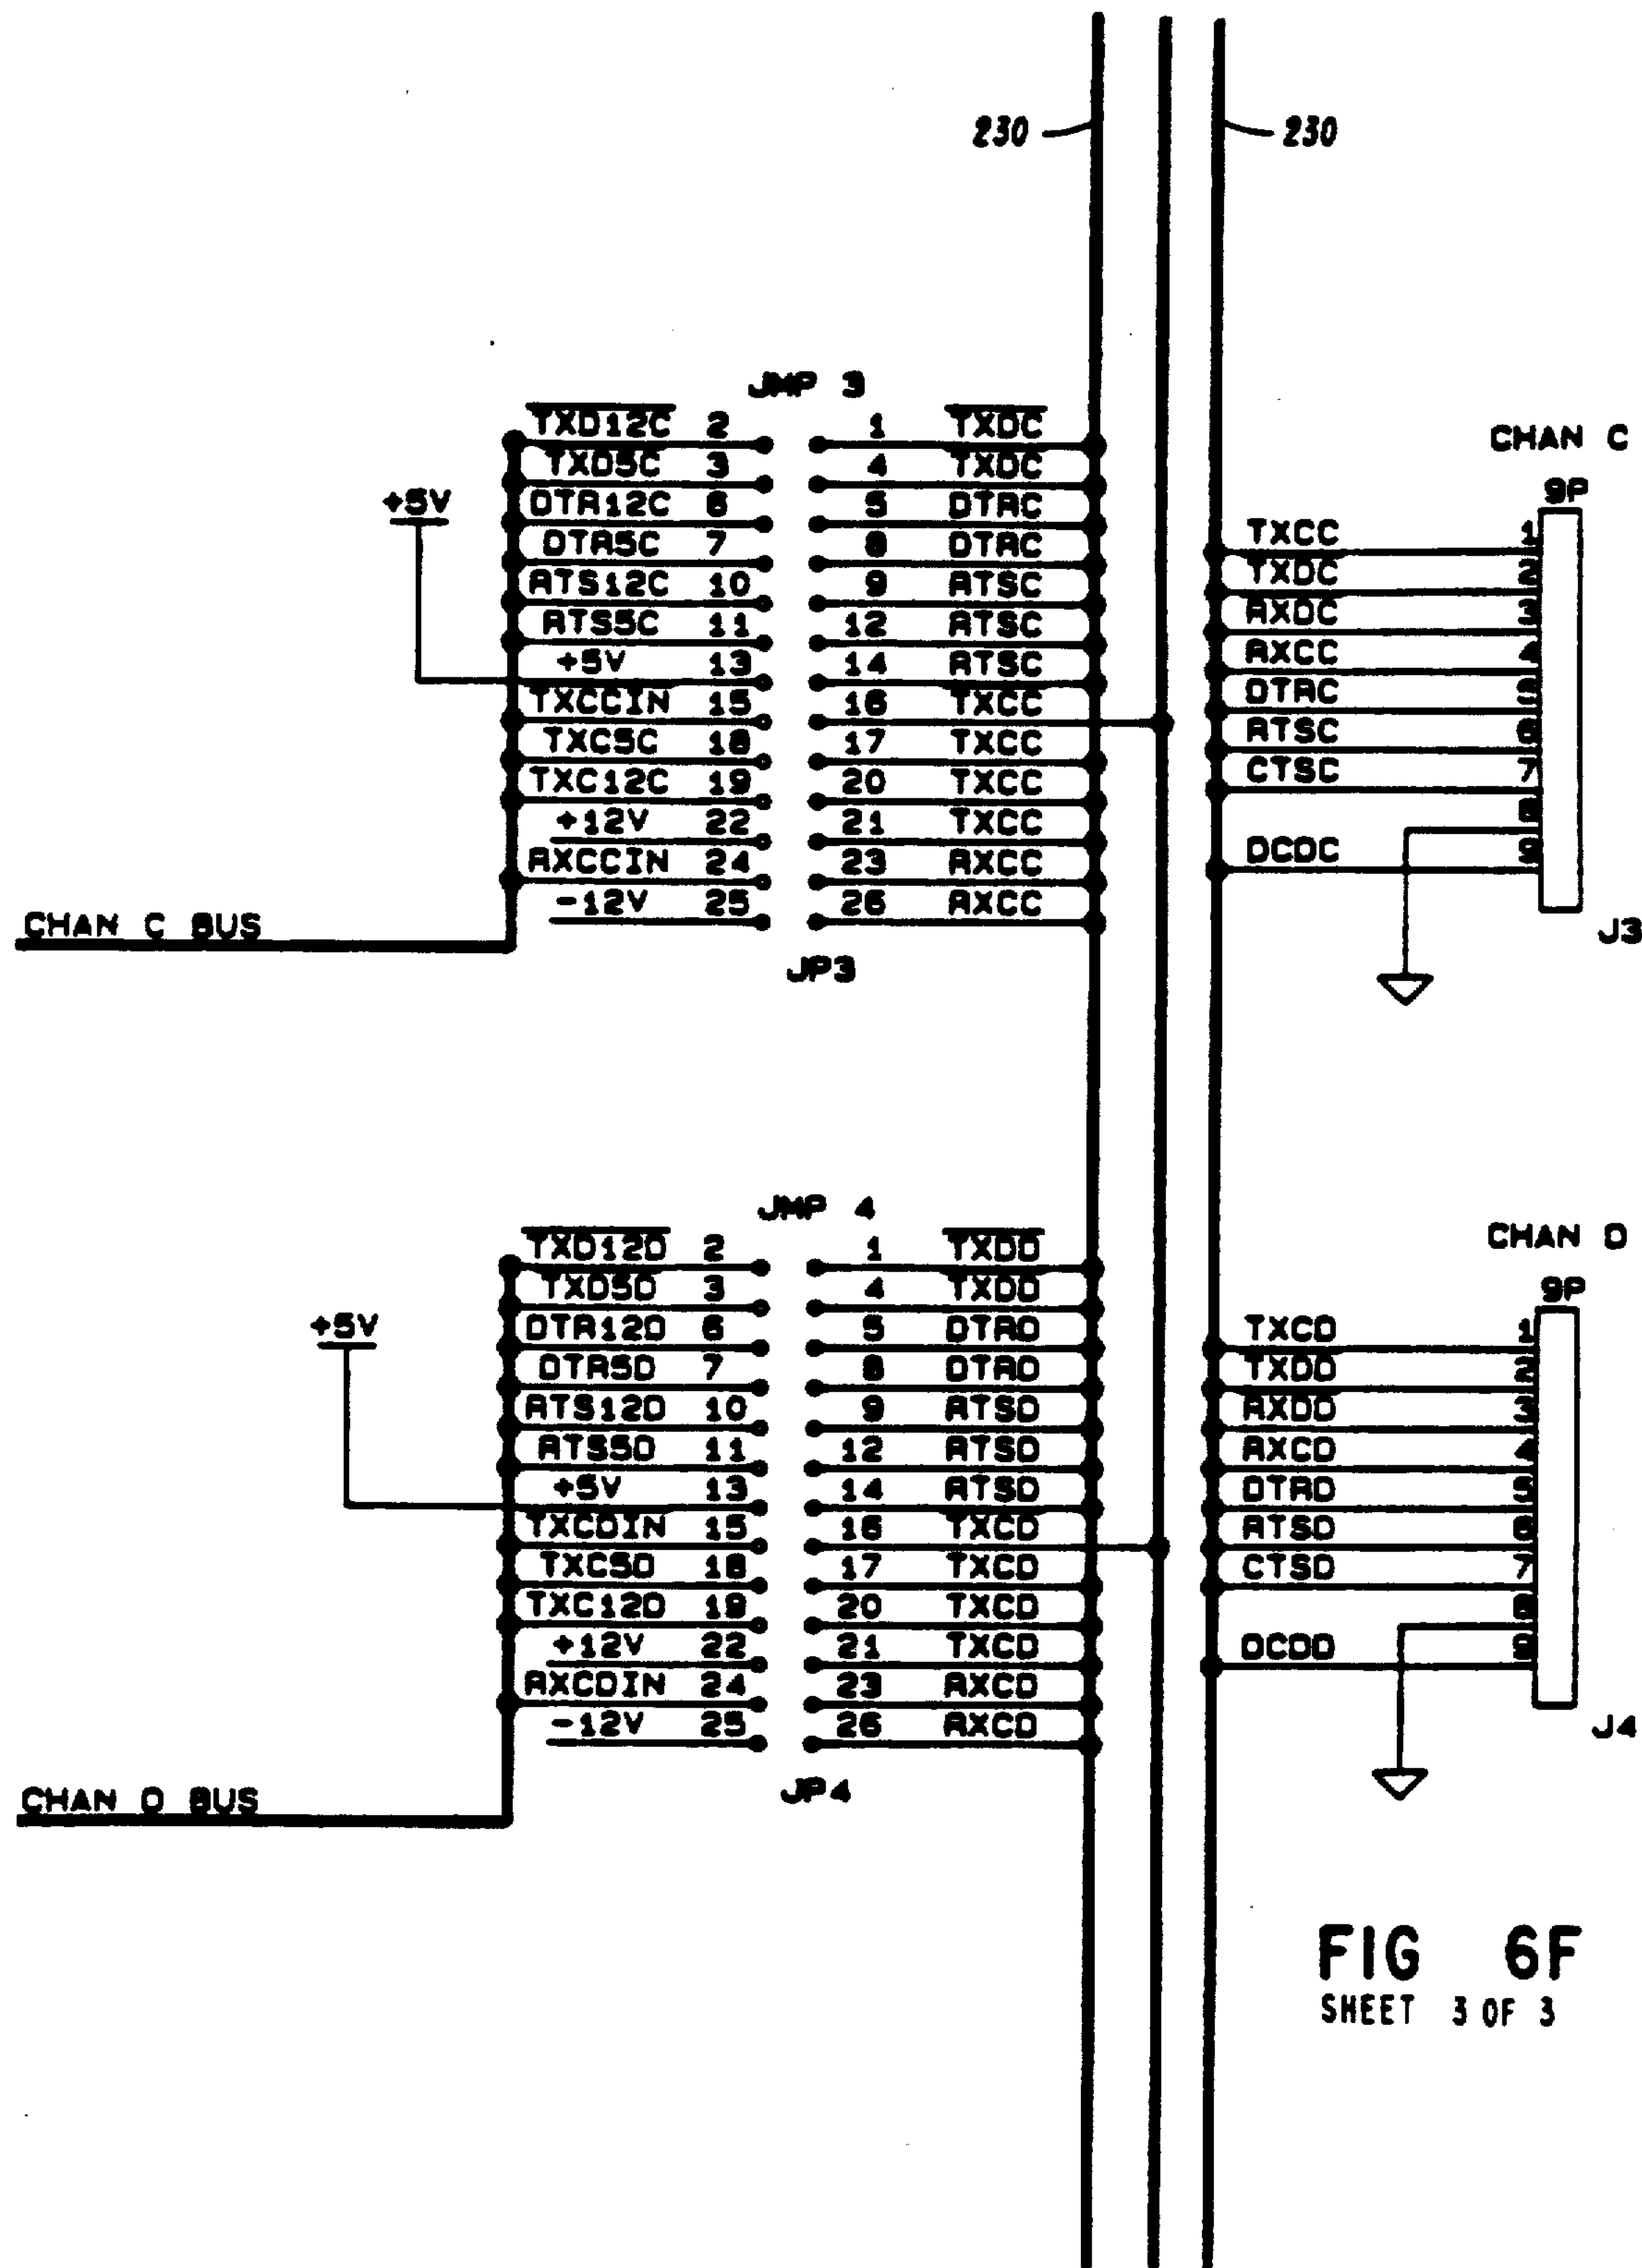 230 230
JMP 3
TXD12C 2 1 TXDC
TXD5C 3 4 TXDC
DTR12C 6 5 DTRC
DTR5C 7 8 DTRC
RTS12C 10 9 RTSC
RTS5C 11 12 RTSC
+5V 13 14 RTSC
TXCCIN 15 16 TXCC
TXC5C 18 17 TXCC
TXC12C 19 20 TXCC
+12V 22 21 TXCC
RXCCIN 24 23 RXCC
-12V 25 26 RXCC
JP3
+5V
CHAN C BUS
CHAN C
9P
TXCC 1
TXDC 2
RXDC 3
RXCC 4
DTRC 5
RTSC 6
CTSC 7
8
DCDC 9
J3
JMP 4
TXD12D 2 1 TXDD
TXD5D 3 4 TXDD
DTR12D 6 5 DTRD
DTR5D 7 8 DTRD
RTS12D 10 9 RTSD
RTS5D 11 12 RTSD
+5V 13 14 RTSD
TXCDIN 15 16 TXCD
TXC5D 18 17 TXCD
TXC12D 19 20 TXCD
+12V 22 21 TXCD
RXCDIN 24 23 RXCD
-12V 25 26 RXCD
JP4
+5V
CHAN D BUS
CHAN D
9P
TXCD 1
TXDD 2
RXDD 3
RXCD 4
DTRD 5
RTSD 6
CTSD 7
8
DCDD 9
J4
FIG 6F
SHEET 3 OF 3